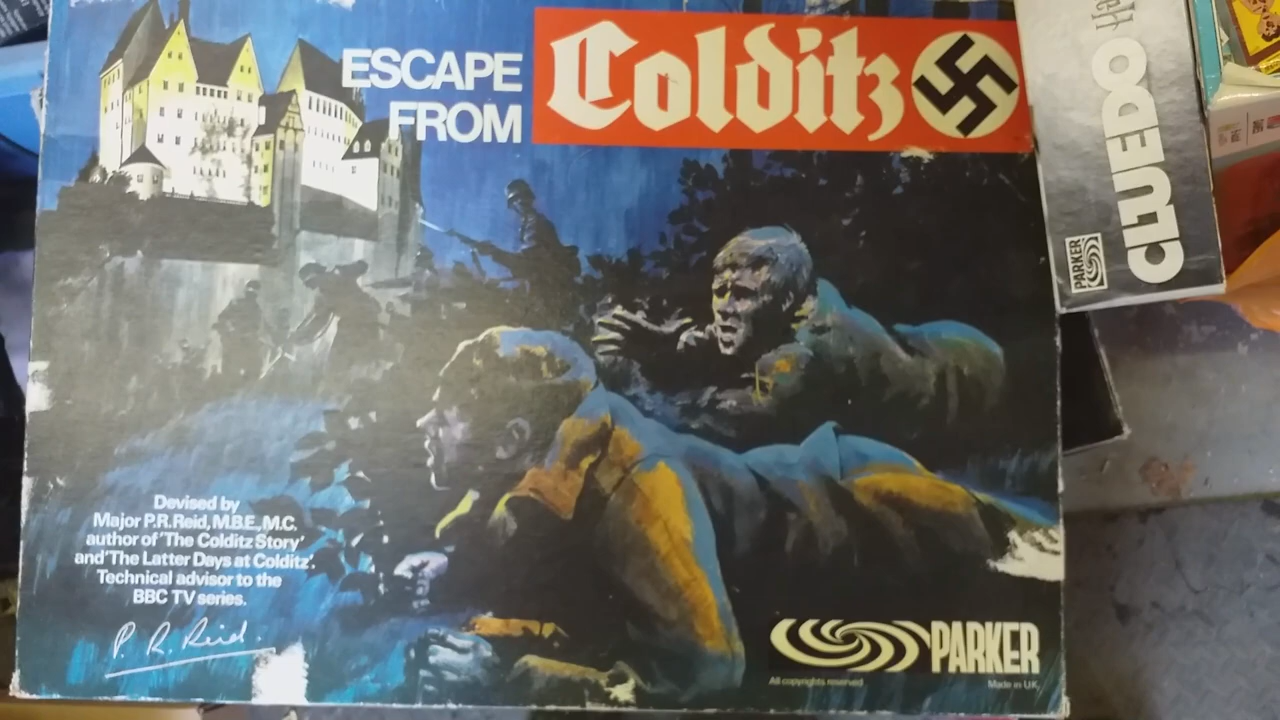 ESCAPE
FROM
Colditz
Devised by
Major P.R.Reid, M.B.E., M.C.
author of 'The Colditz Story'
and 'The Latter Days at Colditz'.
Technical advisor to the
BBC TV series.
P. R. Reid.
PARKER
All copyrights reserved
Made in U.K.
CLUEDO
PARKER